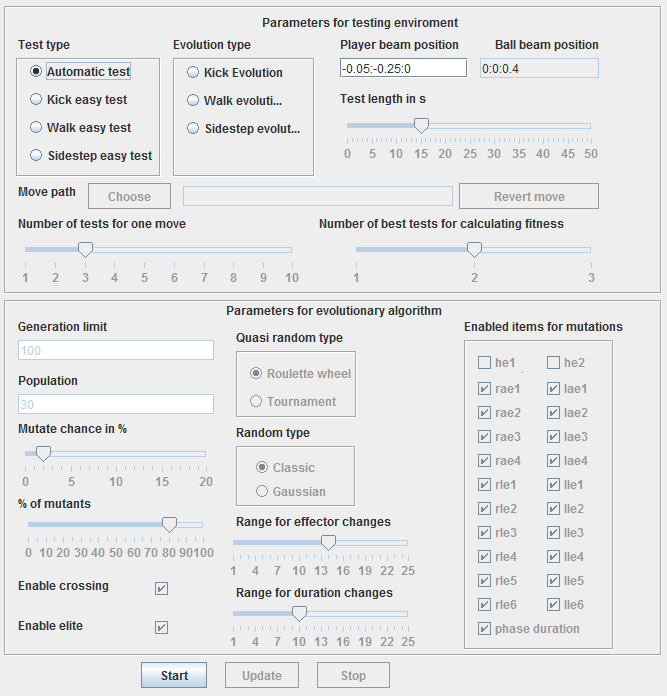 Parameters for testing enviroment
Test type
Evolution type
Player beam position
Ball beam position
Automatic test
Kick easy test
Walk easy test
Sidestep easy test
Kick Evolution
Walk evoluti...
Sidestep evolut...
-0.05:-0.25:0
0:0:0.4
Test length in s
0 5 10 15 20 25 30 35 40 45 50
Move path
Choose
Revert move
Number of tests for one move
1 2 3 4 5 6 7 8 9 10
Number of best tests for calculating fitness
1 2 3
Parameters for evolutionary algorithm
Generation limit
100
Population
30
Mutate chance in %
0 5 10 15 20
% of mutants
0 10 20 30 40 50 60 70 80 90 100
Enable crossing
Enable elite
Quasi random type
Roulette wheel
Tournament
Random type
Classic
Gaussian
Range for effector changes
1 4 7 10 13 16 19 22 25
Range for duration changes
1 4 7 10 13 16 19 22 25
Enabled items for mutations
he1 he2
rae1 lae1
rae2 lae2
rae3 lae3
rae4 lae4
rle1 lle1
rle2 lle2
rle3 lle3
rle4 lle4
rle5 lle5
rle6 lle6
phase duration
Start
Update
Stop